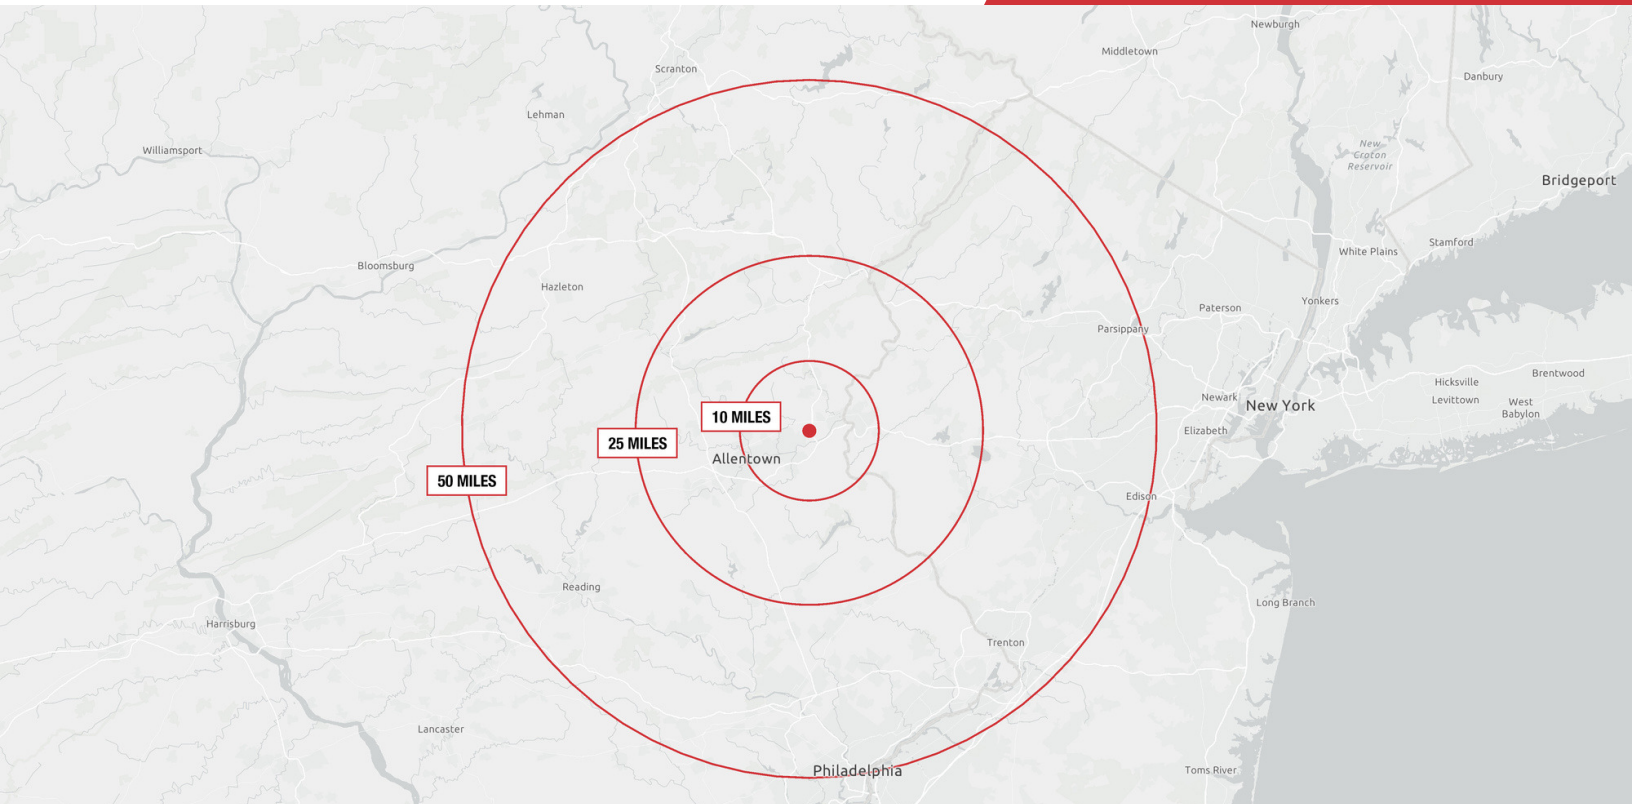 Newburgh
Middletown
Scranton
Danbury
Lehman
Williamsport
New
Croton
Reservoir
Bridgeport
Stamford
White Plains
Bloomsburg
Hazleton
Yonkers
Paterson
Parsippany
Brentwood
Hicksville
Levittown
Newark
New York
West
Babylon
10 MILES
25 MILES
Elizabeth
Allentown
50 MILES
Edison
Reading
Long Branch
Harrisburg
Trenton
Lancaster
Philadelphia
Toms River